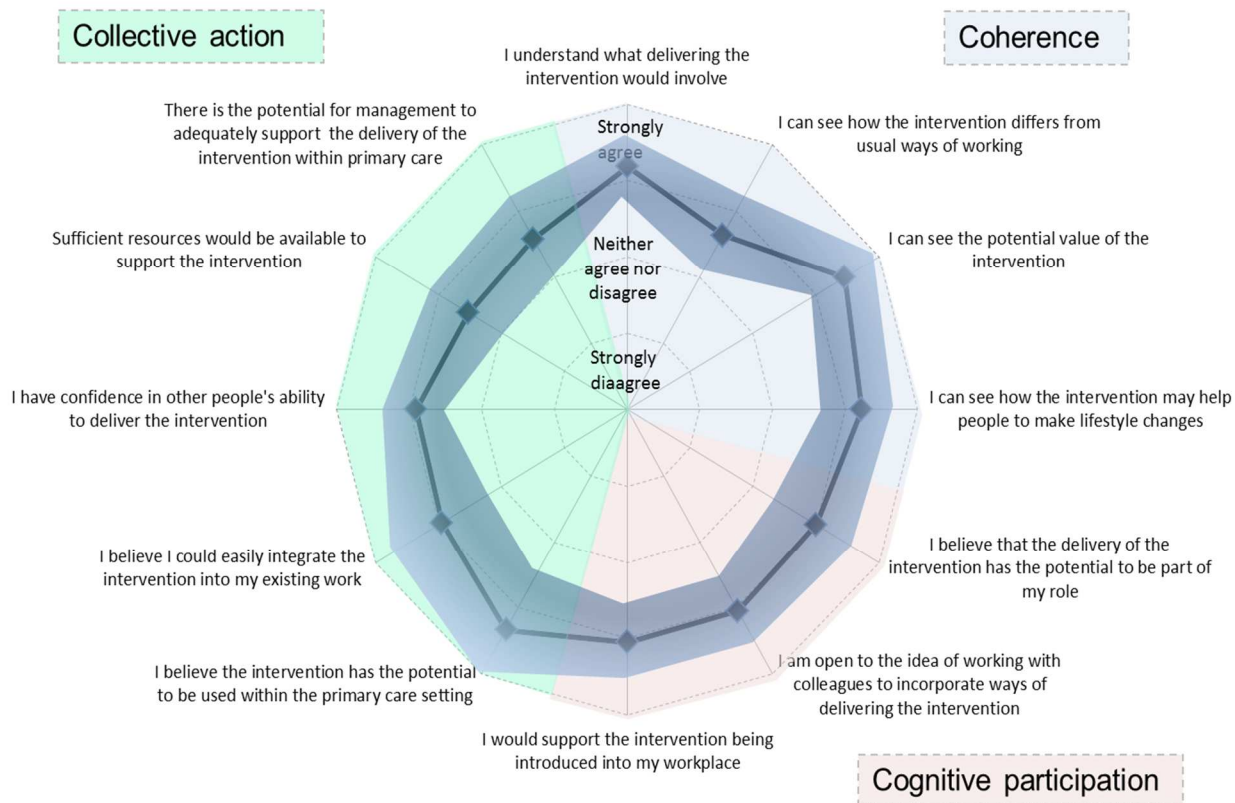 Collective action
Coherence
I understand what delivering the
intervention would involve
There is the potential for management to
adequately support the delivery of the
intervention within primary care
I can see how the intervention differs from
usual ways of working
Strongly
agree
Sufficient resources would be available to
support the intervention
I can see the potential value of the
intervention
Neither
agree nor
disagree
Strongly
diaagree
I have confidence in other people's ability
to deliver the intervention
I can see how the intervention may help
people to make lifestyle changes
I believe I could easily integrate the
intervention into my existing work
I believe that the delivery of the
intervention has the potential to be part of
my role
I believe the intervention has the potential
to be used within the primary care setting
I am open to the idea of working with
colleagues to incorporate ways of
delivering the intervention
I would support the intervention being
introduced into my workplace
Cognitive participation